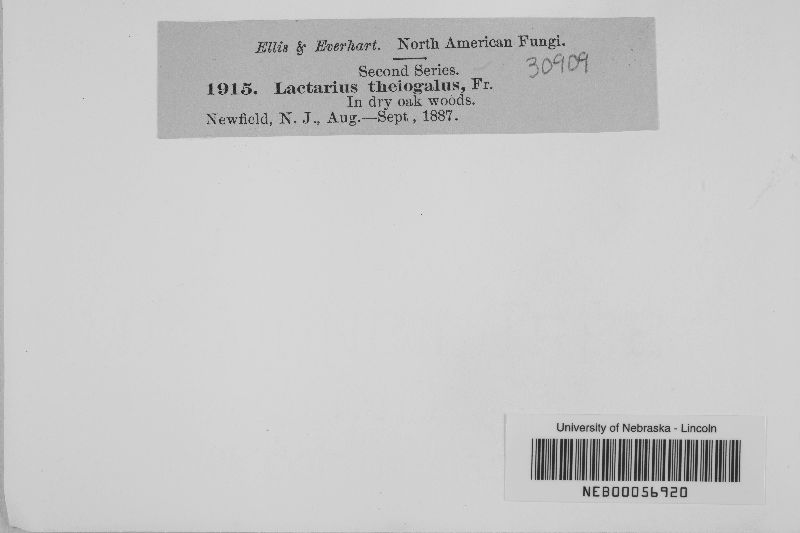 Ellis & Everhart. North American Fungi.
Second Series. 30909
1915. Lactarius theiogalus, Fr.
In dry oak woods.
Newfield, N. J., Aug.—Sept, 1887.
University of Nebraska - Lincoln
NEB00056920